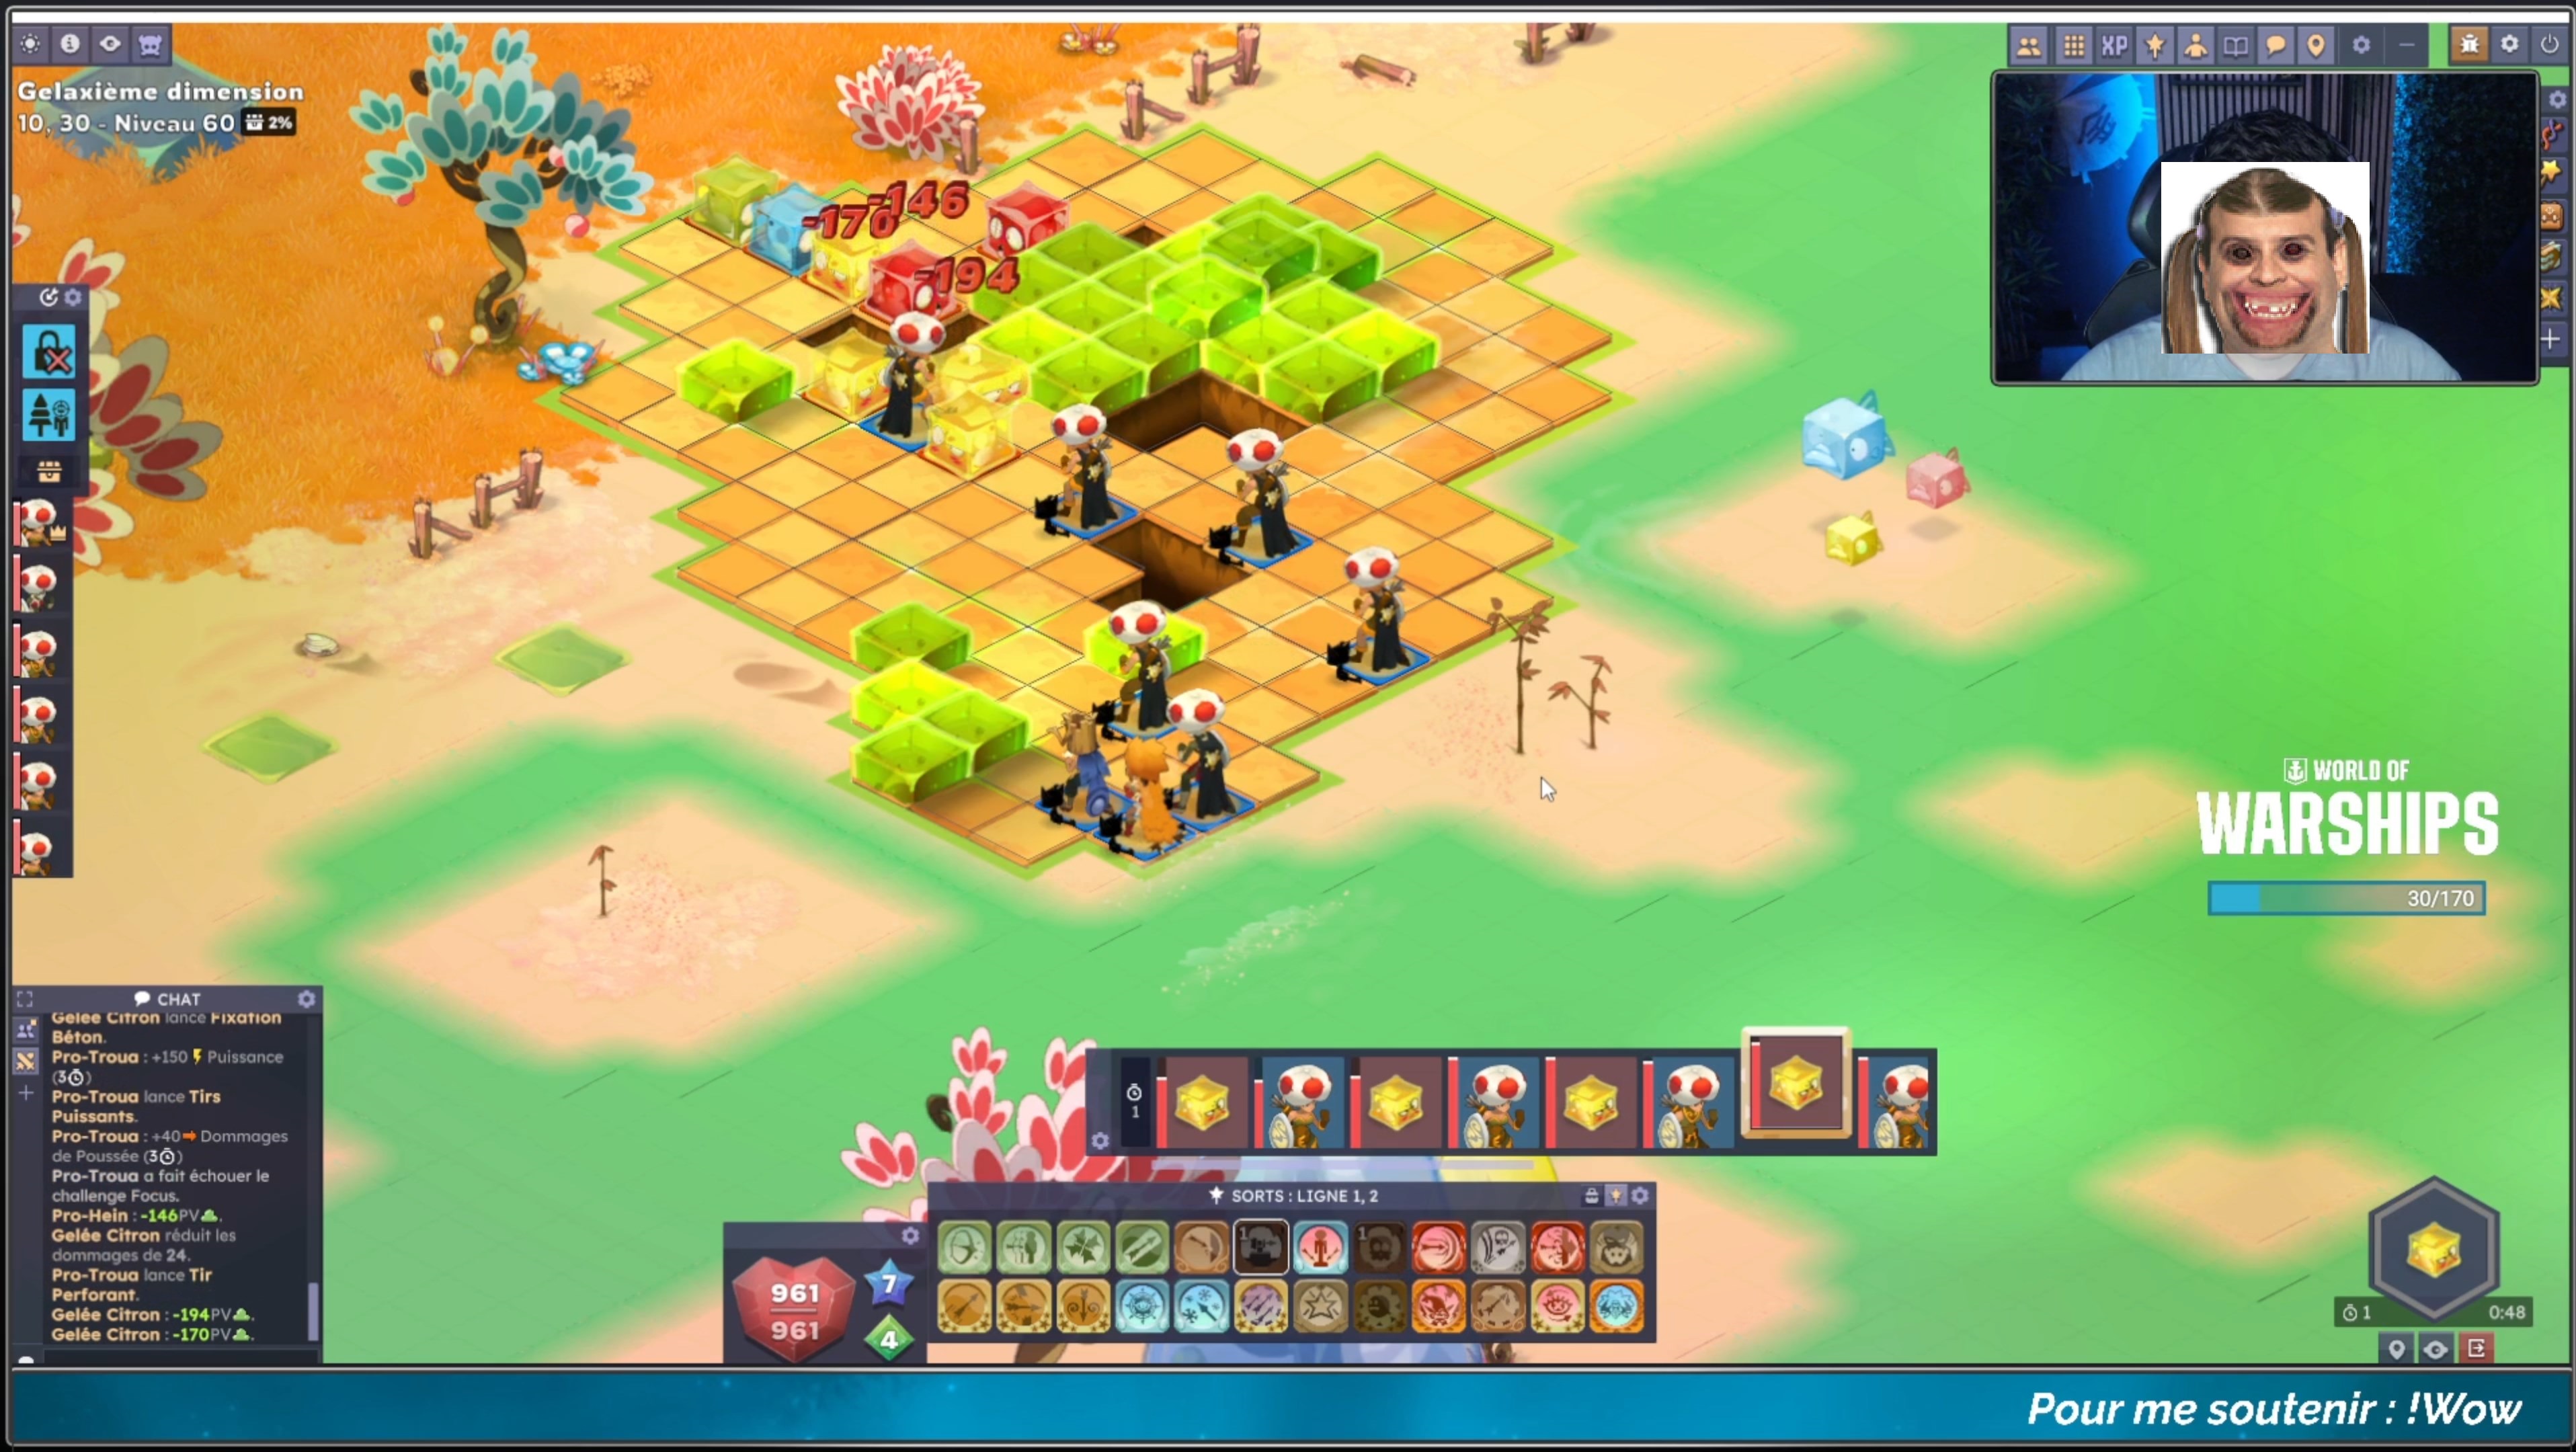 Gelaxième dimension
10, 30 - Niveau 60 2%
XP
-146
-170
-194
WORLD OF
WARSHIPS
30/170
CHAT
Gelée Citron lance Fixation
Béton.
Pro-Troua : +150 Puissance
(3)
Pro-Troua lance Tirs
Puissants.
Pro-Troua : +40 Dommages
de Poussée (3)
Pro-Troua a fait échouer le
challenge Focus.
Pro-Hein : -146PV.
Gelée Citron réduit les
dommages de 24.
Pro-Troua lance Tir
Perforant.
Gelée Citron : -194PV.
Gelée Citron : -170PV.
1
SORTS : LIGNE 1, 2
1
1
961
961
7
4
1
0:48
Pour me soutenir : !Wow